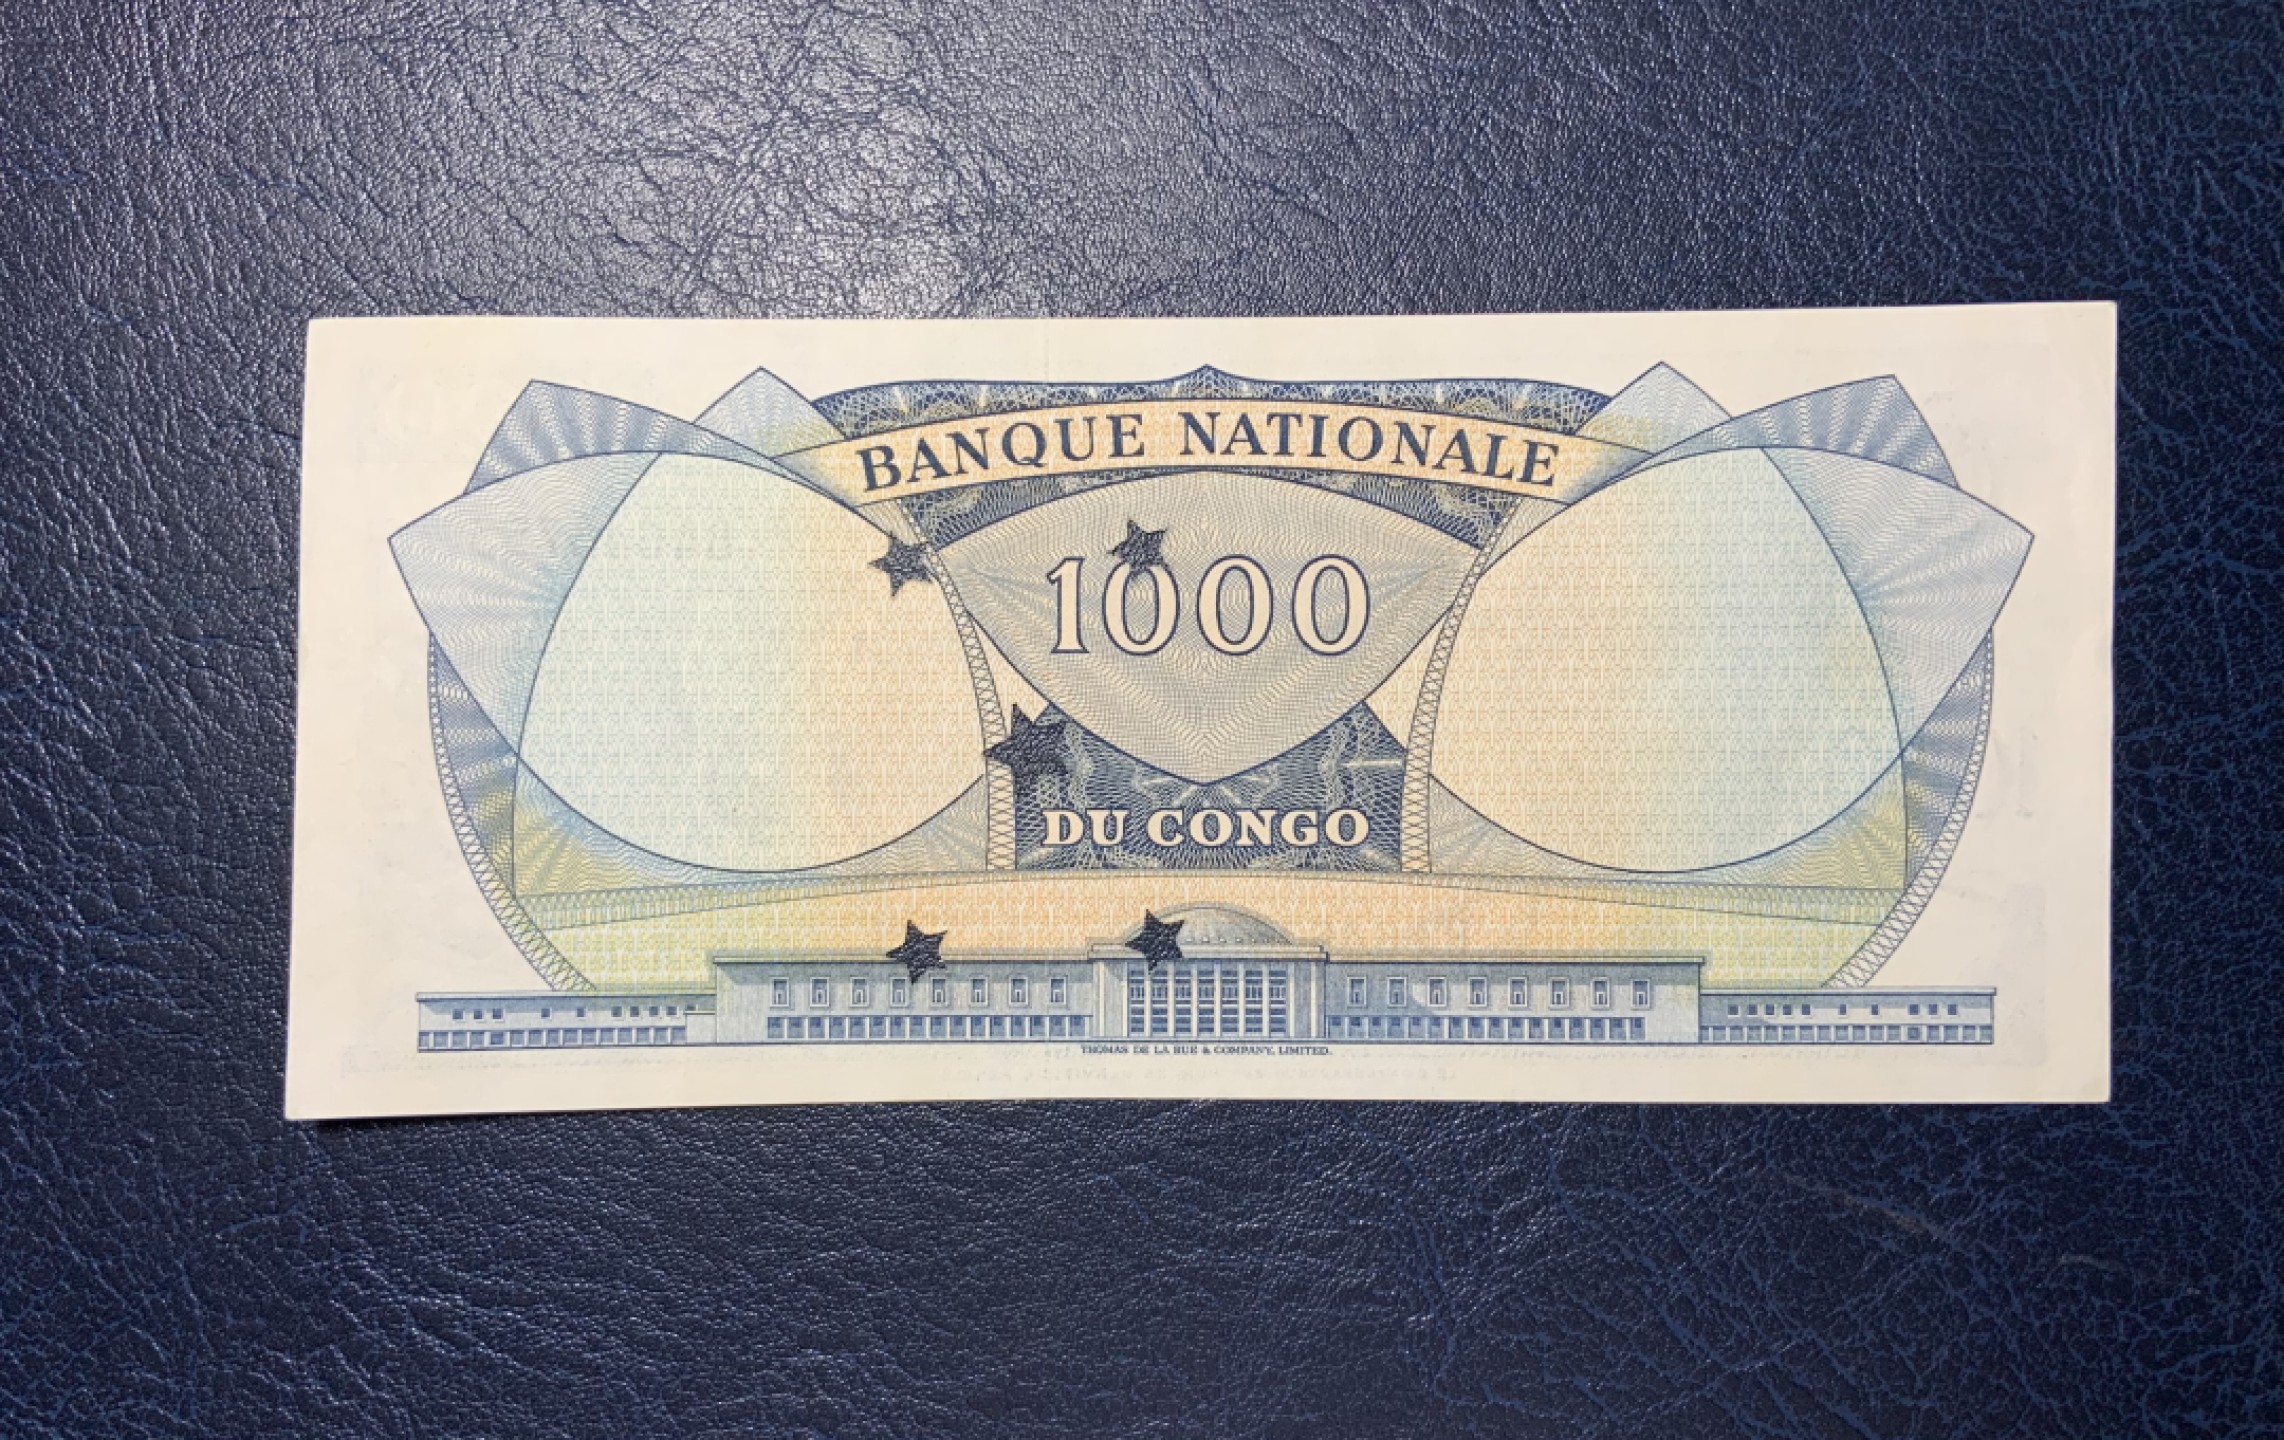 BANQUE NATIONALE
1000
DU CONGO
THOMAS DE LA RUE & COMPANY, LIMITED.